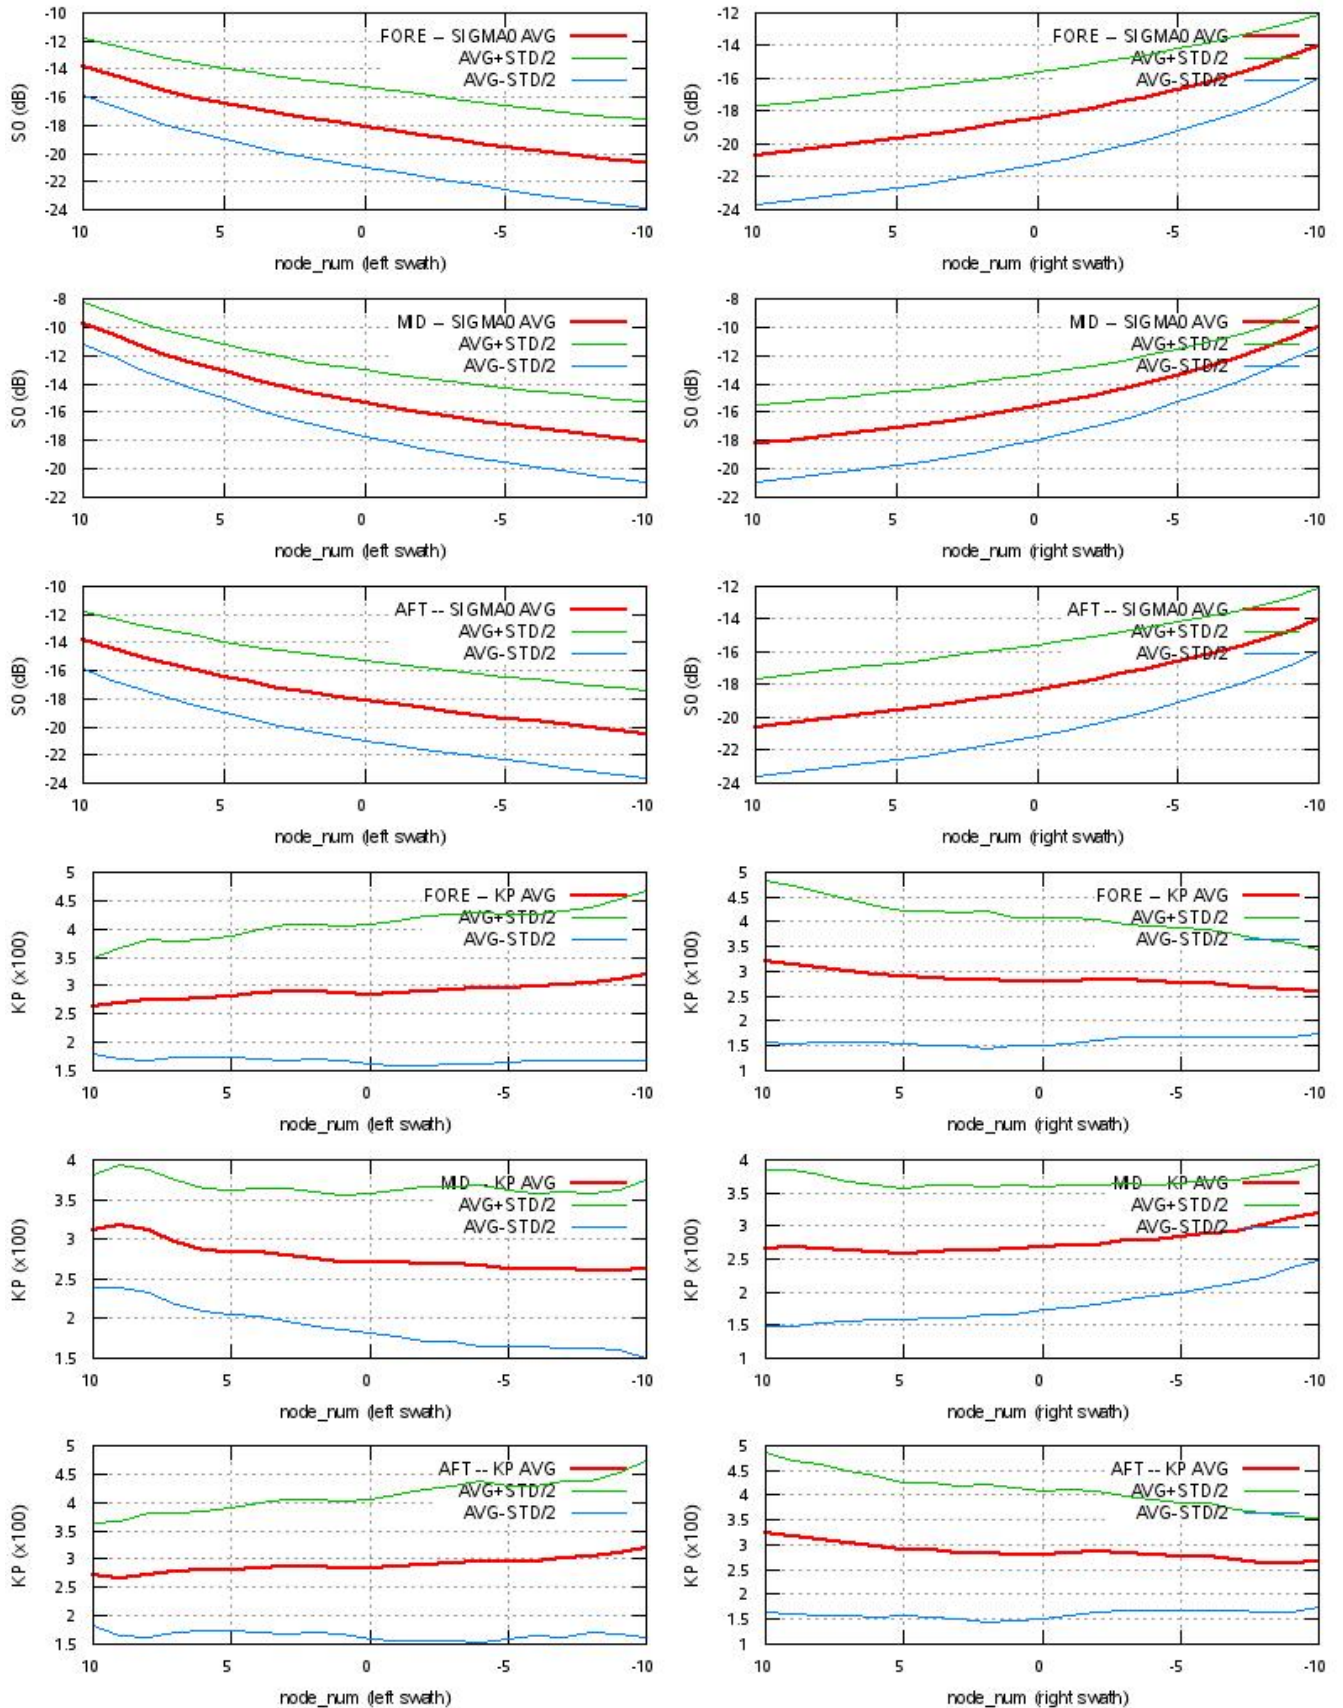 -10 FORE -- SIGMA0 AVG
-12 AVG+STD/2
-14 AVG-STD/2
-16
-18
-20
-22
-24
S0 (dB)
10 5 0 -5 -10
node_num (left swath)
-12 FORE -- SIGMA0 AVG
-14 AVG+STD/2
-16 AVG-STD/2
-18
-20
-22
-24
S0 (dB)
10 5 0 -5 -10
node_num (right swath)
-8 MID -- SIGMA0 AVG
-10 AVG+STD/2
-12 AVG-STD/2
-14
-16
-18
-20
-22
S0 (dB)
10 5 0 -5 -10
node_num (left swath)
-8 MID -- SIGMA0 AVG
-10 AVG+STD/2
-12 AVG-STD/2
-14
-16
-18
-20
-22
S0 (dB)
10 5 0 -5 -10
node_num (right swath)
-10 AFT -- SIGMA0 AVG
-12 AVG+STD/2
-14 AVG-STD/2
-16
-18
-20
-22
-24
S0 (dB)
10 5 0 -5 -10
node_num (left swath)
-12 AFT -- SIGMA0 AVG
-14 AVG+STD/2
-16 AVG-STD/2
-18
-20
-22
-24
S0 (dB)
10 5 0 -5 -10
node_num (right swath)
5 FORE -- KP AVG
4.5 AVG+STD/2
4 AVG-STD/2
3.5
3
2.5
2
1.5
KP (x100)
10 5 0 -5 -10
node_num (left swath)
5 FORE -- KP AVG
4.5 AVG+STD/2
4 AVG-STD/2
3.5
3
2.5
2
1.5
1
KP (x100)
10 5 0 -5 -10
node_num (right swath)
4 MID -- KP AVG
3.5 AVG+STD/2
3 AVG-STD/2
2.5
2
1.5
KP (x100)
10 5 0 -5 -10
node_num (left swath)
4 MID -- KP AVG
3.5 AVG+STD/2
3 AVG-STD/2
2.5
2
1.5
1
KP (x100)
10 5 0 -5 -10
node_num (right swath)
5 AFT -- KP AVG
4.5 AVG+STD/2
4 AVG-STD/2
3.5
3
2.5
2
1.5
KP (x100)
10 5 0 -5 -10
node_num (left swath)
5 AFT -- KP AVG
4.5 AVG+STD/2
4 AVG-STD/2
3.5
3
2.5
2
1.5
1
KP (x100)
10 5 0 -5 -10
node_num (right swath)